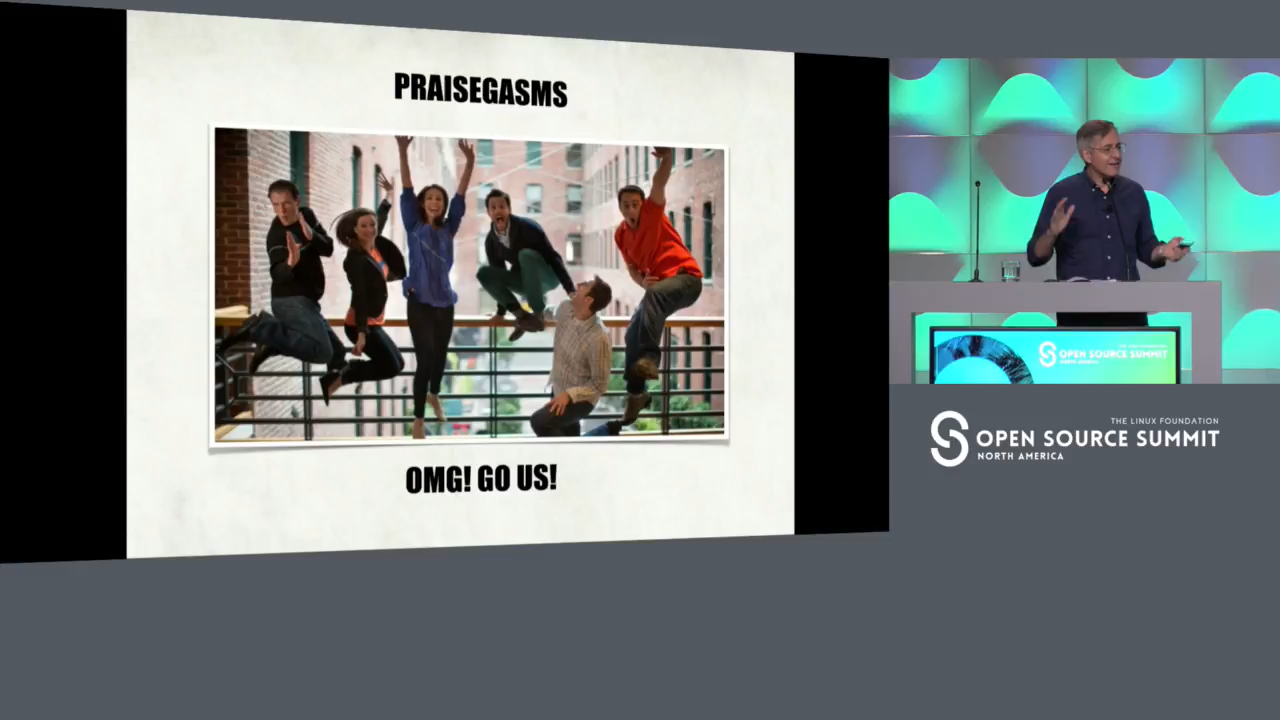 PRAISEGASMS
OMG! GO US!
OPEN SOURCE SUMMIT
THE LINUX FOUNDATION
OPEN SOURCE SUMMIT
NORTH AMERICA